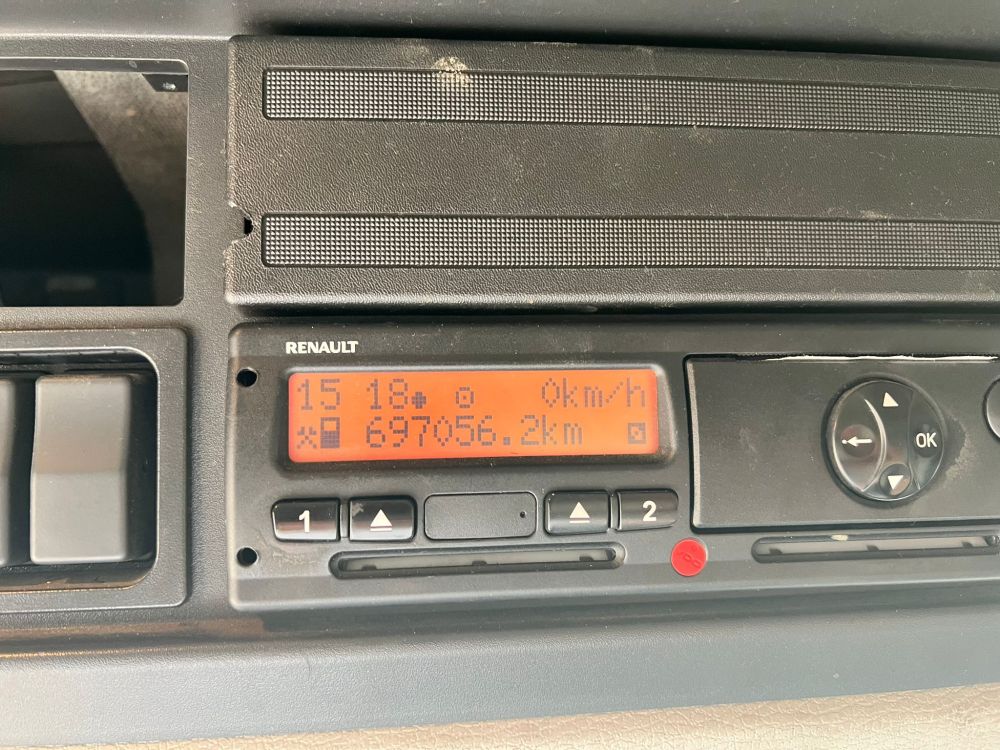 RENAULT
15 18 0km/h
697056.2km
1 2
OK